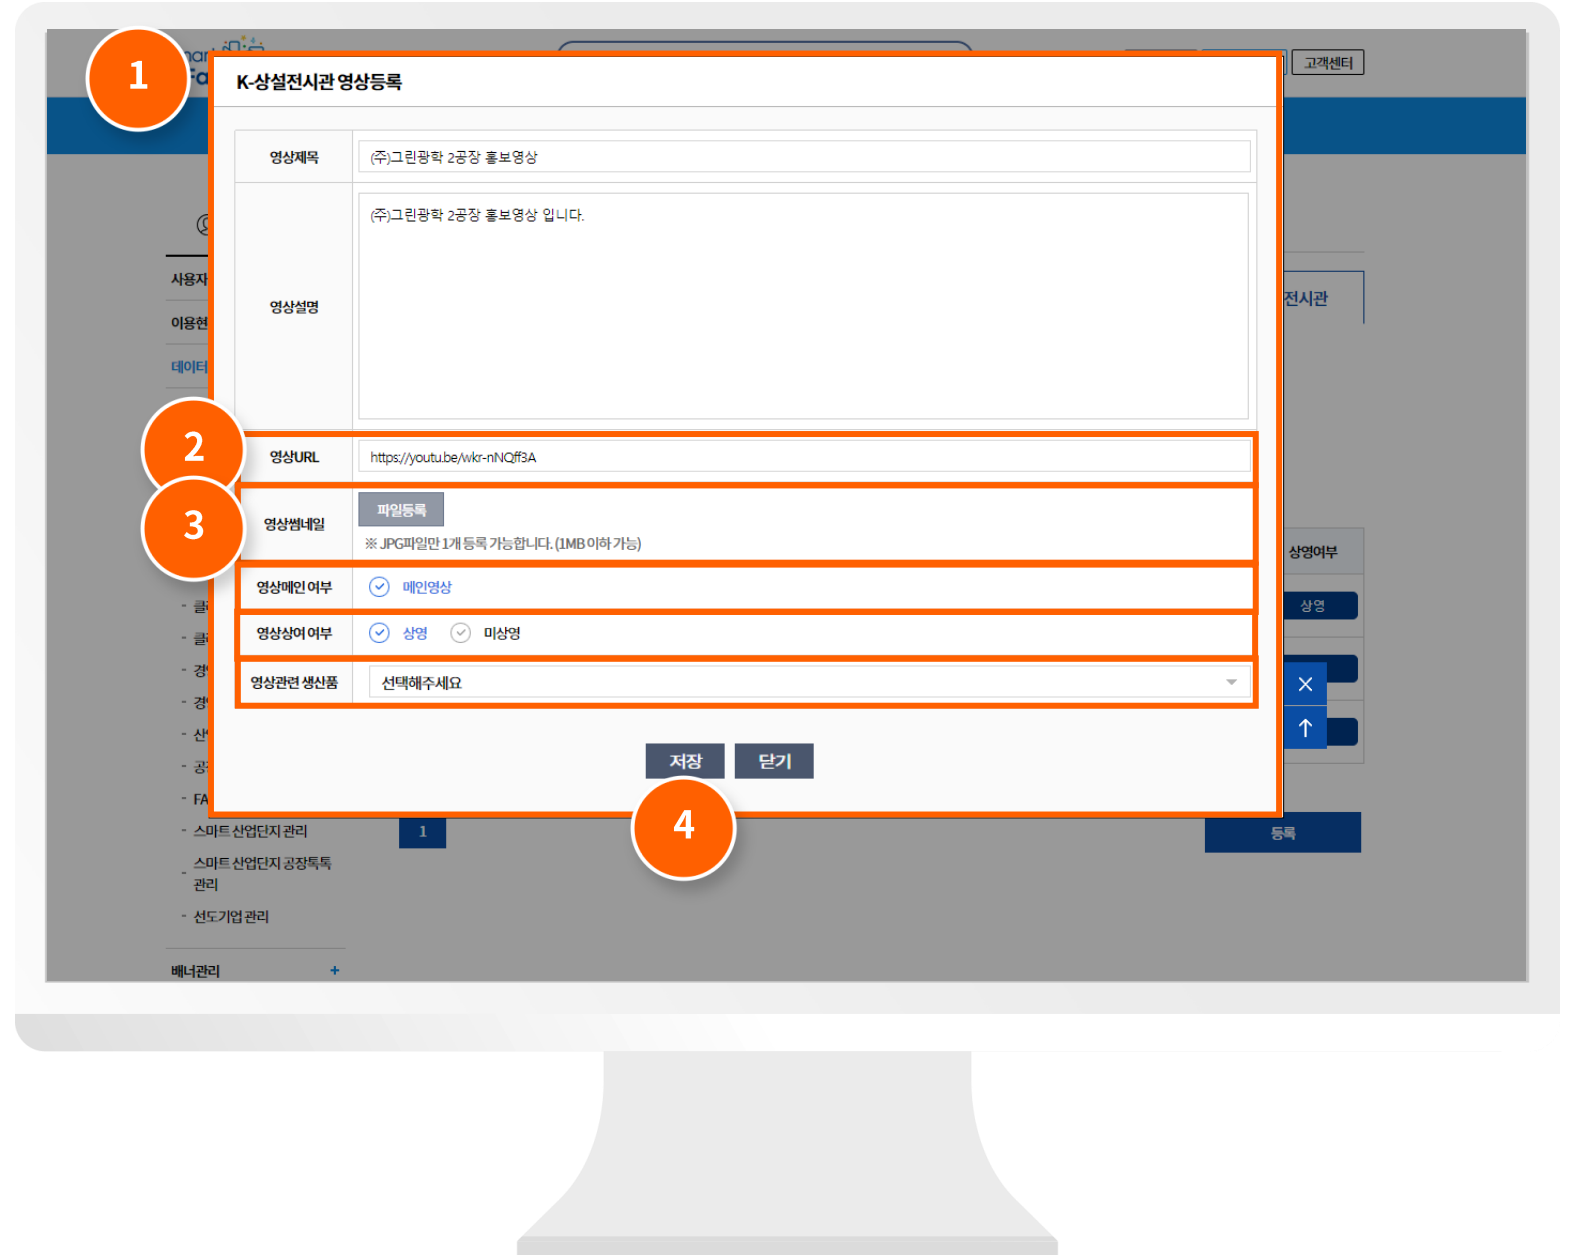 1
고객센터
K-상설전시관 영상등록
영상제목
(주)그린광학 2공장 홍보영상
영상설명
(주)그린광학 2공장 홍보영상 입니다.
사용자
이용현
데이터
전시관
2
영상URL
https://youtu.be/wkr-nNQff3A
3
영상썸네일
파일등록
※ JPG파일만 1개 등록 가능합니다. (1MB 이하 가능)
상영여부
영상메인 여부
메인영상
상영
영상상여 여부
상영
미상영
영상관련 생산품
선택해주세요
저장
닫기
4
- FA
- 스마트 산업단지 관리
1
등록
- 스마트 산업단지 공장톡톡
관리
- 선도기업 관리
배너관리 +